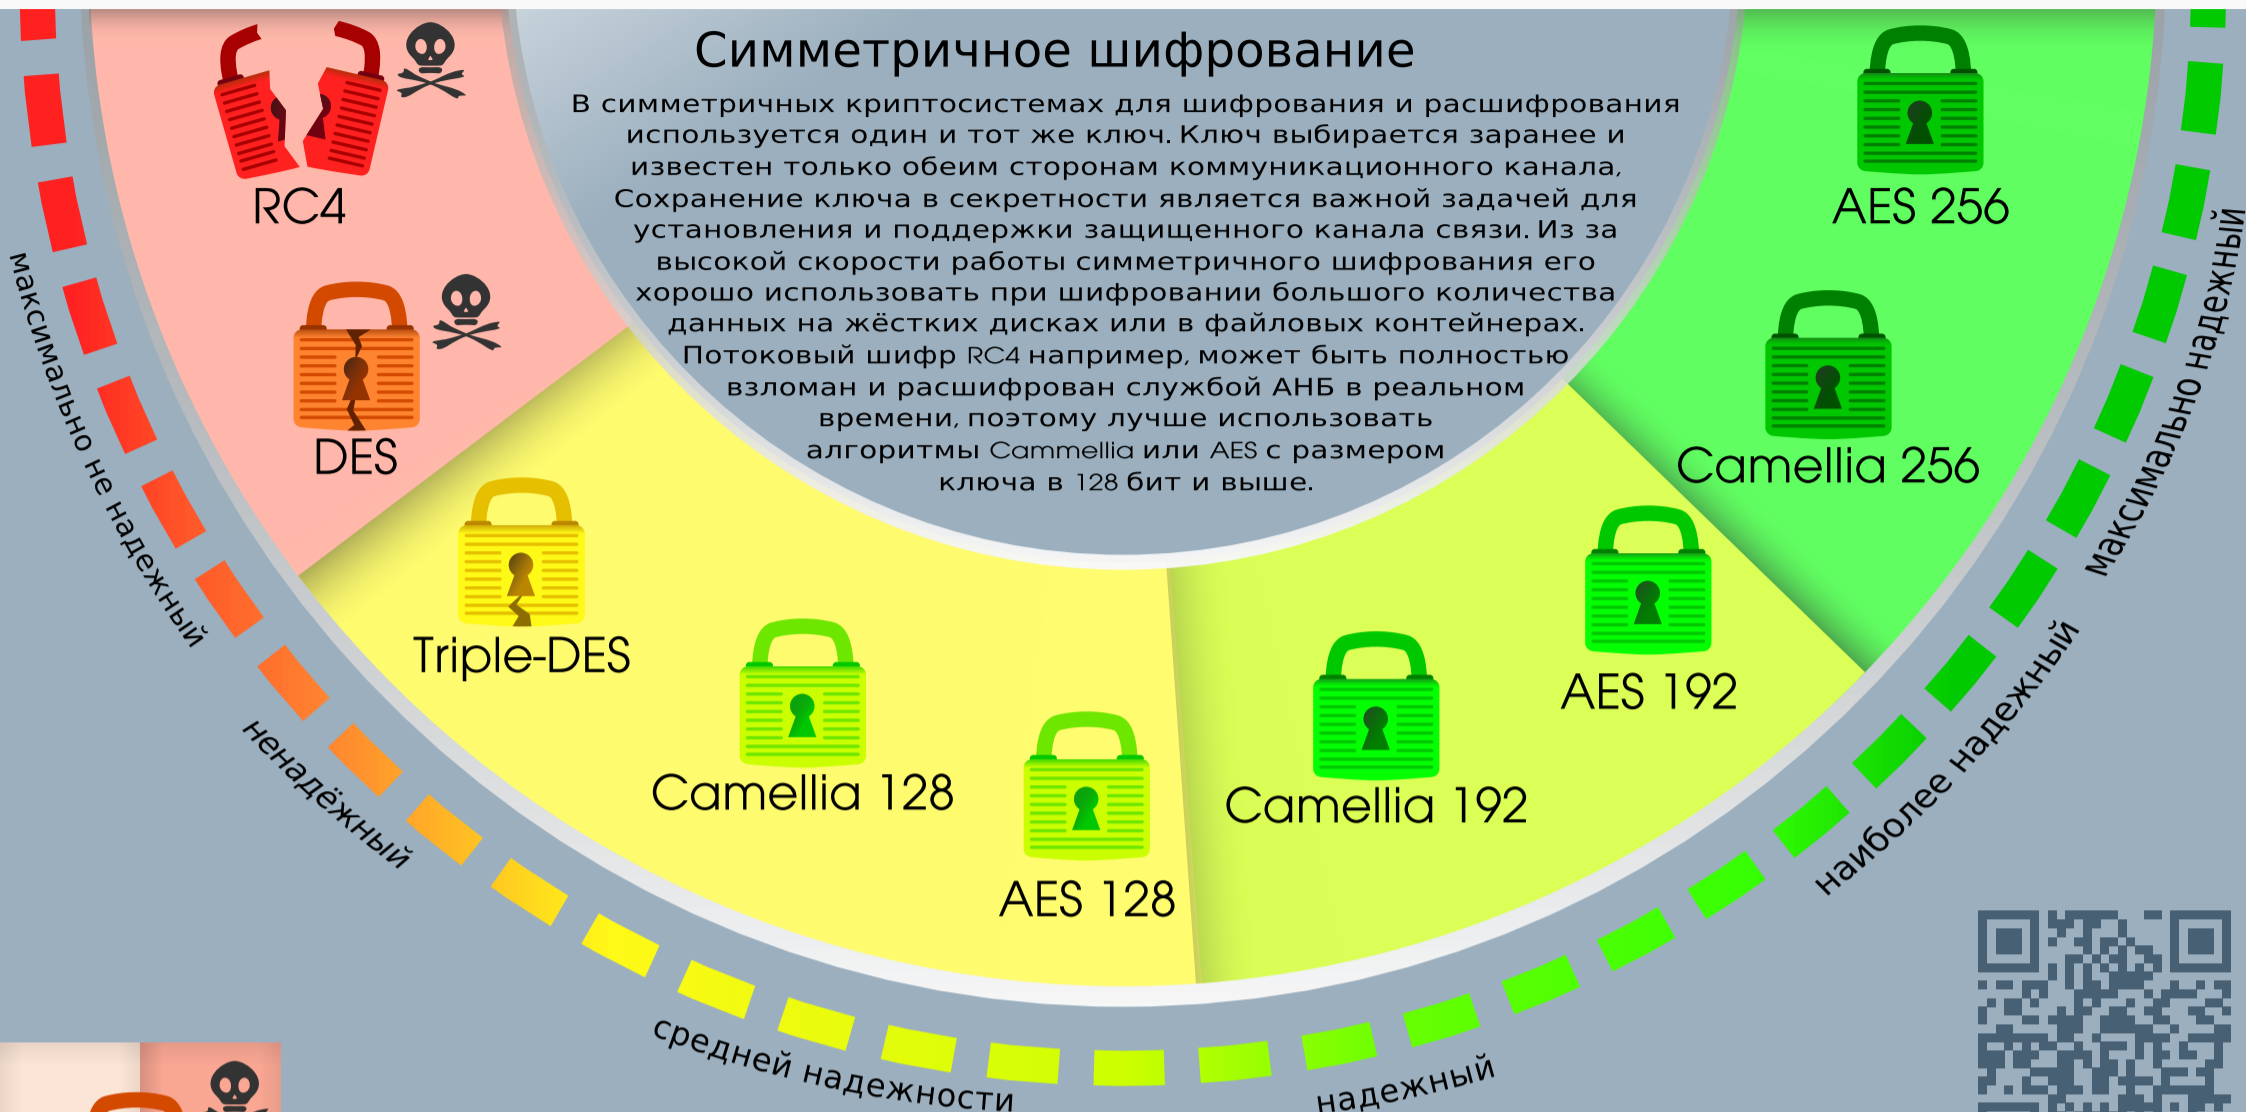 Симметричное шифрование
В симметричных криптосистемах для шифрования и расшифрования
используется один и тот же ключ. Ключ выбирается заранее и
известен только обеим сторонам коммуникационного канала,
Сохранение ключа в секретности является важной задачей для
установления и поддержки защищенного канала связи. Из за
высокой скорости работы симметричного шифрования его
хорошо использовать при шифровании большого количества
данных на жёстких дисках или в файловых контейнерах.
Потоковый шифр RC4 например, может быть полностью
взломан и расшифрован службой АНБ в реальном
времени, поэтому лучше использовать
алгоритмы Cammellia или AES с размером
ключа в 128 бит и выше.
RC4
DES
Triple-DES
Camellia 128
AES 128
Camellia 192
AES 192
Camellia 256
AES 256
максимально не надежный
ненадёжный
средней надежности
надежный
наиболее надежный
максимально надежный